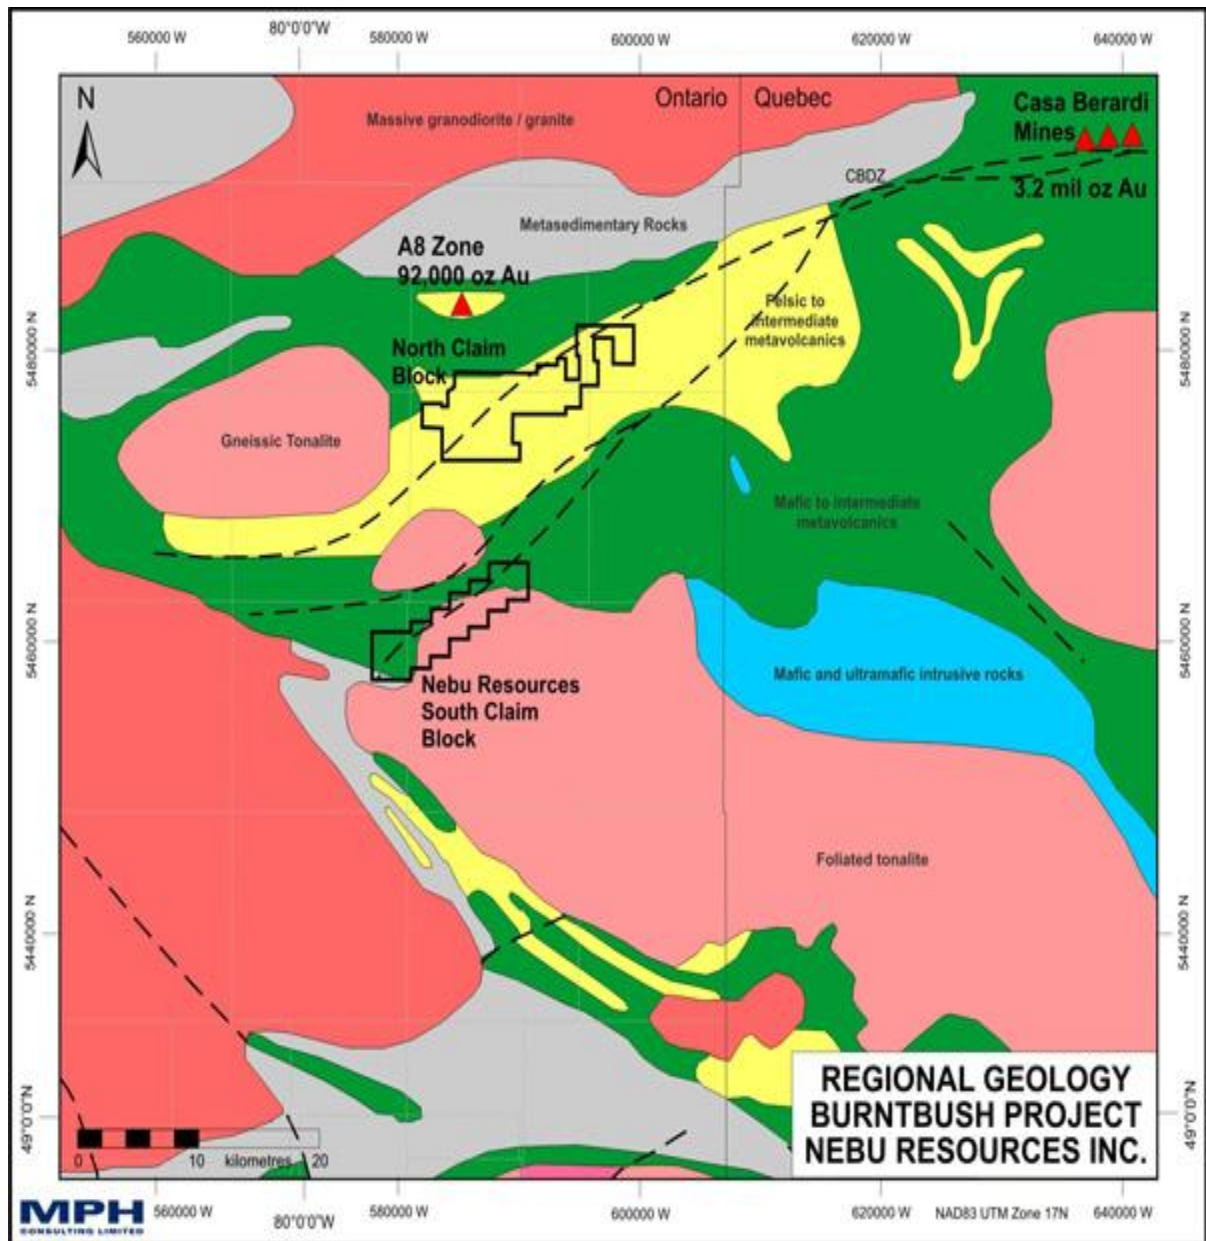 560000 W
80°0'0"W
580000 W
600000 W
620000 W
640000 W
N
Ontario
Quebec
Casa Berardi
Mines
3.2 mil oz Au
Massive granodiorite / granite
CBDZ
Metasedimentary Rocks
A8 Zone
92,000 oz Au
Felsic to
intermediate
metavolcanics
5480000 N
5480000 N
North Claim
Block
Gneissic Tonalite
Mafic to intermediate
metavolcanics
5460000 N
5460000 N
Mafic and ultramafic intrusive rocks
Nebu Resources
South Claim
Block
Foliated tonalite
5440000 N
5440000 N
REGIONAL GEOLOGY
BURNTBUSH PROJECT
NEBU RESOURCES INC.
49°0'0"N
49°0'0"N
0
10
kilometres
20
MPH
CONSULTING LIMITED
560000 W
80°0'0"W
580000 W
600000 W
620000 W
NAD83 UTM Zone 17N
640000 W